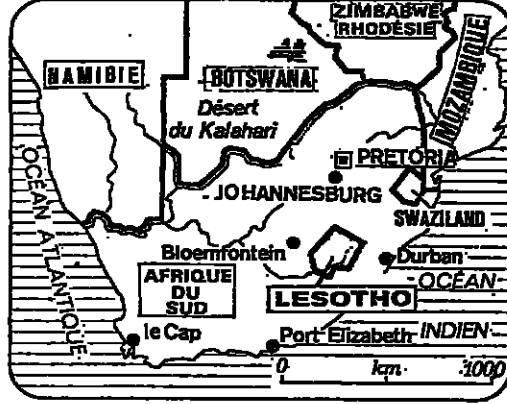 ZIMBABWE
RHODÉSIE
NAMIBIE
BOTSWANA
MOZAMBIQUE
Désert
du Kalahari
PRETORIA
JOHANNESBURG
SWAZILAND
OCÉAN ATLANTIQUE
Bloemfontein
Durban
AFRIQUE
DU
SUD
LESOTHO
OCÉAN
INDIEN
le Cap
Port Elizabeth
0 km. 1000